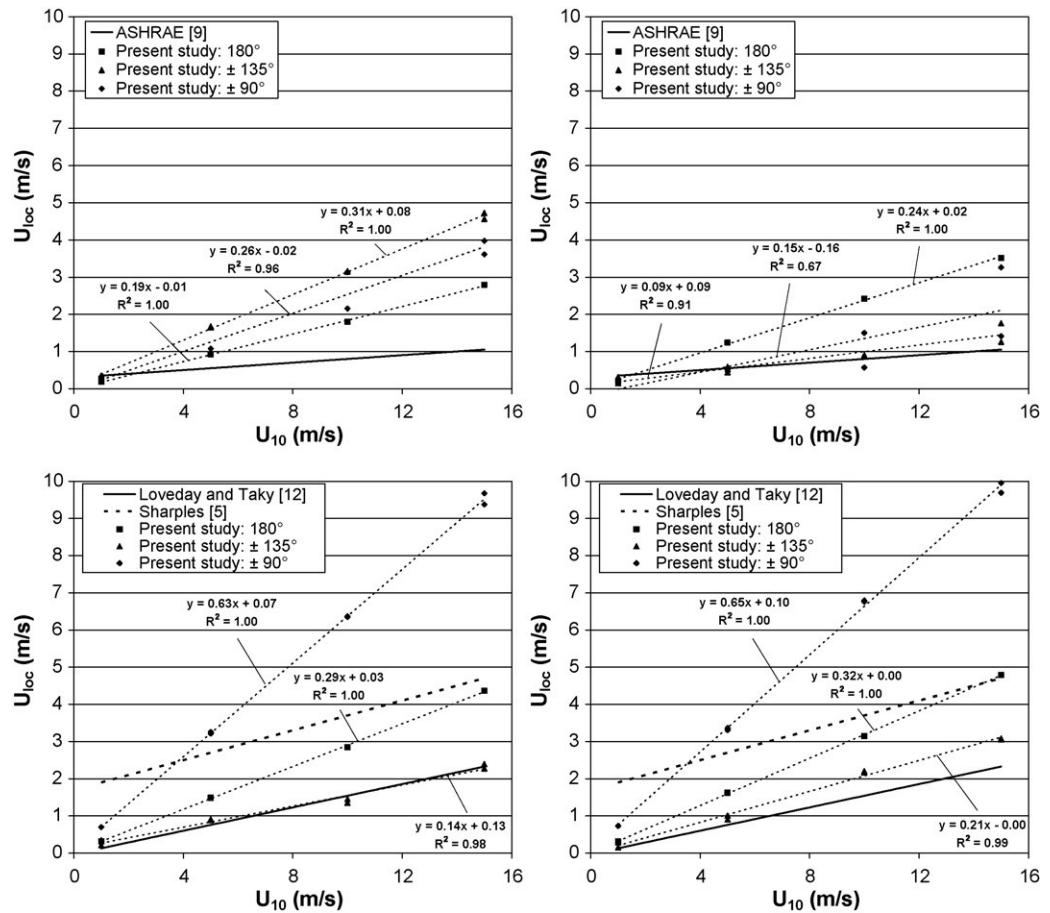 10
9
8
7
6
5
4
3
2
1
0
U_loc (m/s)
ASHRAE [9]
Present study: 180°
Present study: ± 135°
Present study: ± 90°
y = 0.31x + 0.08
R² = 1.00
y = 0.26x - 0.02
R² = 0.96
y = 0.19x - 0.01
R² = 1.00
0 4 8 12 16
U₁₀ (m/s)
10
9
8
7
6
5
4
3
2
1
0
U_loc (m/s)
ASHRAE [9]
Present study: 180°
Present study: ± 135°
Present study: ± 90°
y = 0.24x + 0.02
R² = 1.00
y = 0.15x - 0.16
R² = 0.67
y = 0.09x + 0.09
R² = 0.91
0 4 8 12 16
U₁₀ (m/s)
10
9
8
7
6
5
4
3
2
1
0
U_loc (m/s)
Loveday and Taky [12]
Sharples [5]
Present study: 180°
Present study: ± 135°
Present study: ± 90°
y = 0.63x + 0.07
R² = 1.00
y = 0.29x + 0.03
R² = 1.00
y = 0.14x + 0.13
R² = 0.98
0 4 8 12 16
U₁₀ (m/s)
10
9
8
7
6
5
4
3
2
1
0
U_loc (m/s)
Loveday and Taky [12]
Sharples [5]
Present study: 180°
Present study: ± 135°
Present study: ± 90°
y = 0.65x + 0.10
R² = 1.00
y = 0.32x + 0.00
R² = 1.00
y = 0.21x - 0.00
R² = 0.99
0 4 8 12 16
U₁₀ (m/s)